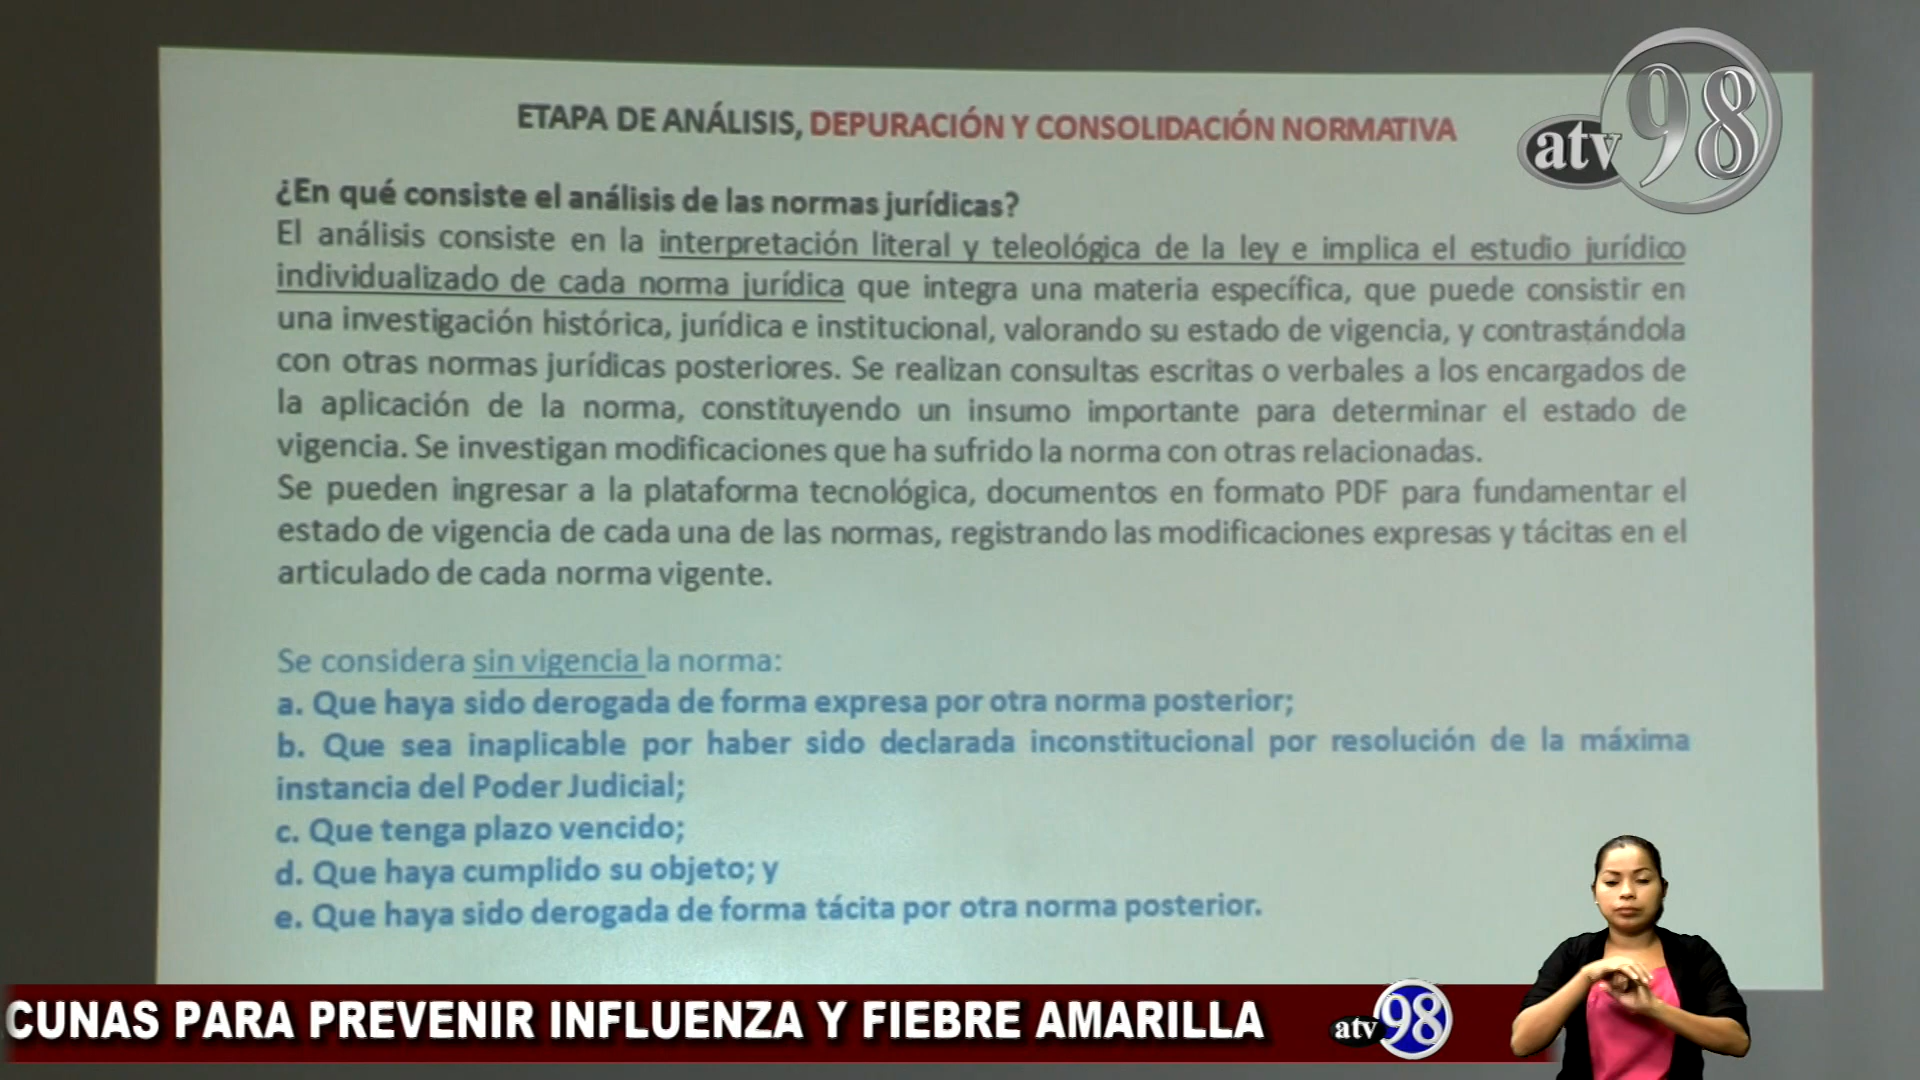 atv 98
ETAPA DE ANÁLISIS, DEPURACIÓN Y CONSOLIDACIÓN NORMATIVA
¿En qué consiste el análisis de las normas jurídicas?
El análisis consiste en la interpretación literal y teleológica de la ley e implica el estudio jurídico
individualizado de cada norma jurídica que integra una materia específica, que puede consistir en
una investigación histórica, jurídica e institucional, valorando su estado de vigencia, y contrastándola
con otras normas jurídicas posteriores. Se realizan consultas escritas o verbales a los encargados de
la aplicación de la norma, constituyendo un insumo importante para determinar el estado de
vigencia. Se investigan modificaciones que ha sufrido la norma con otras relacionadas.
Se pueden ingresar a la plataforma tecnológica, documentos en formato PDF para fundamentar el
estado de vigencia de cada una de las normas, registrando las modificaciones expresas y tácitas en el
articulado de cada norma vigente.
Se considera sin vigencia la norma:
a. Que haya sido derogada de forma expresa por otra norma posterior;
b. Que sea inaplicable por haber sido declarada inconstitucional por resolución de la máxima
instancia del Poder Judicial;
c. Que tenga plazo vencido;
d. Que haya cumplido su objeto; y
e. Que haya sido derogada de forma tácita por otra norma posterior.
CUNAS PARA PREVENIR INFLUENZA Y FIEBRE AMARILLA atv 98